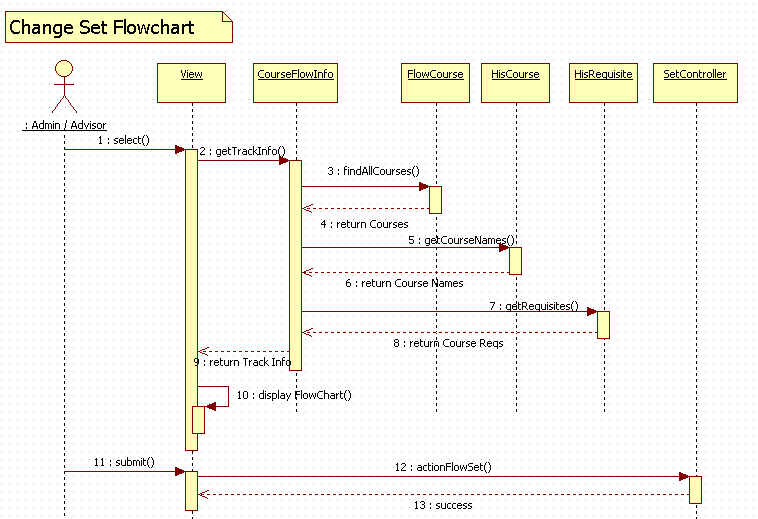 Change Set Flowchart
View
CourseFlowInfo
FlowCourse
HisCourse
HisRequisite
SetController
: Admin / Advisor
1 : select()
2 : getTrackInfo()
3 : findAllCourses()
4 : return Courses
5 : getCourseNames()
6 : return Course Names
7 : getRequisites()
8 : return Course Reqs
9 : return Track Info
10 : display FlowChart()
11 : submit()
12 : actionFlowSet()
13 : success